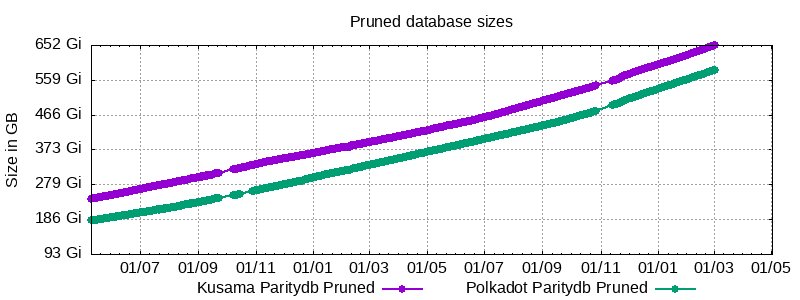 Pruned database sizes
Size in GB
652 Gi
559 Gi
466 Gi
373 Gi
279 Gi
186 Gi
93 Gi
01/07 01/09 01/11 01/01 01/03 01/05 01/07 01/09 01/11 01/01 01/03 01/05
Kusama Paritydb Pruned Polkadot Paritydb Pruned